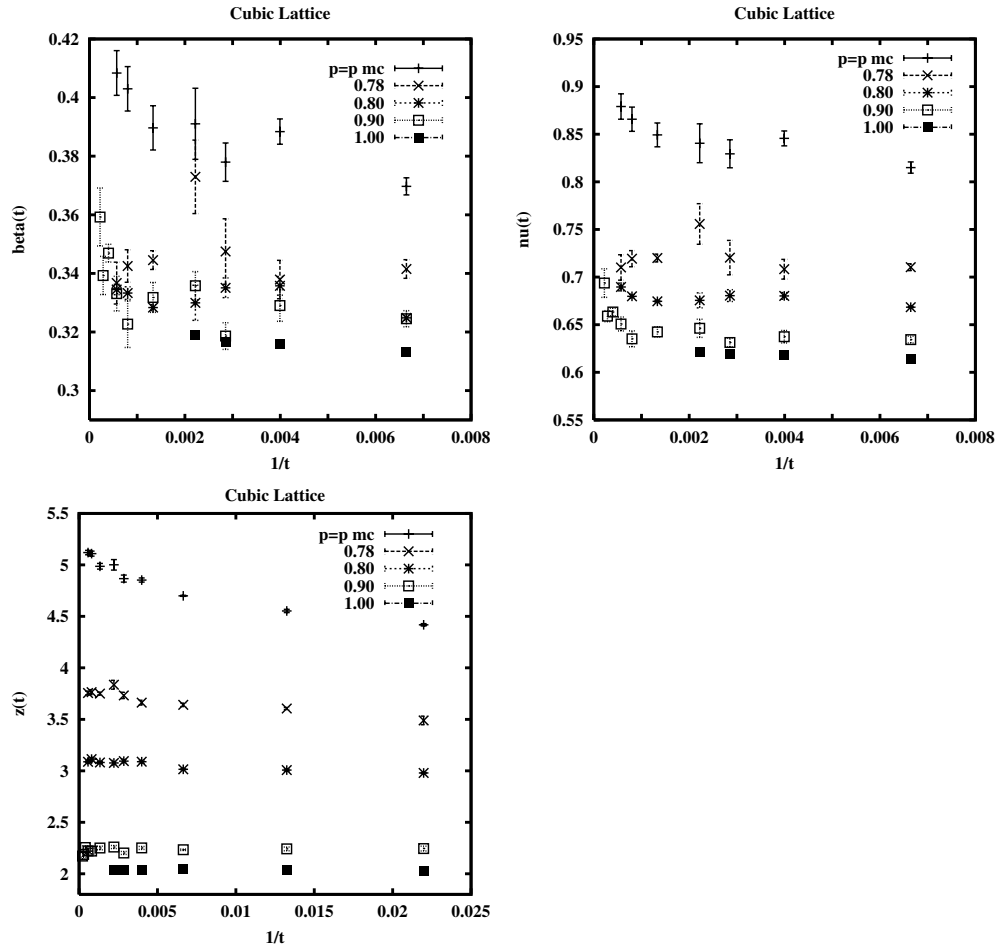 Cubic Lattice
0.42
0.4
0.38
0.36
0.34
0.32
0.3
beta(t)
p=p mc
0.78
0.80
0.90
1.00
0 0.002 0.004 0.006 0.008
1/t
Cubic Lattice
0.95
0.9
0.85
0.8
0.75
0.7
0.65
0.6
0.55
nu(t)
p=p mc
0.78
0.80
0.90
1.00
0 0.002 0.004 0.006 0.008
1/t
Cubic Lattice
5.5
5
4.5
4
3.5
3
2.5
2
z(t)
p=p mc
0.78
0.80
0.90
1.00
0 0.005 0.01 0.015 0.02 0.025
1/t